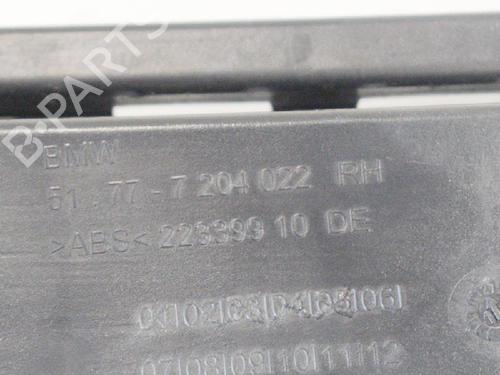 B-PARTS
BMW
51.77 - 7 204 022 RH
>ABS< 223399 10 DE
01|02|03|04|05|06|
07|08|09|10|11|12